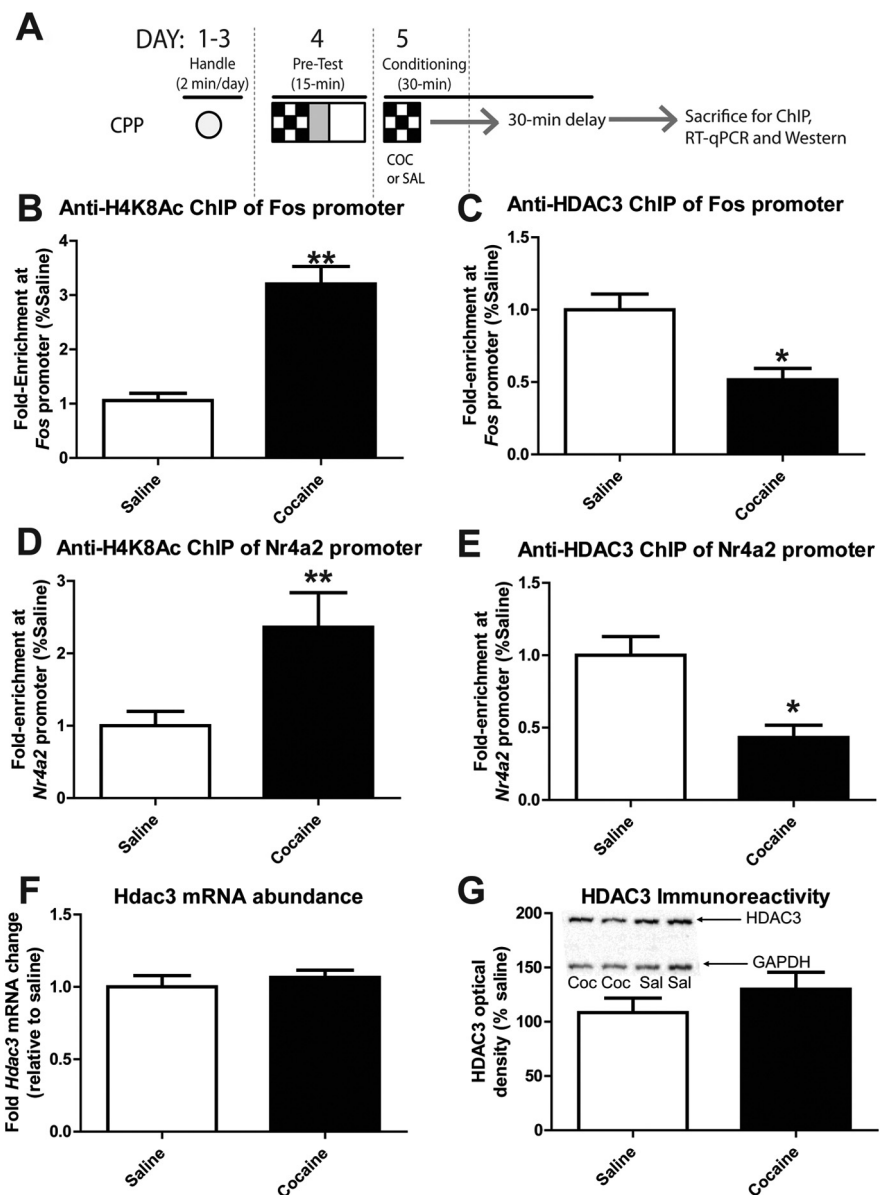 A
DAY: 1-3 4 5
Handle
(2 min/day)
Pre-Test
(15-min)
Conditioning
(30-min)
CPP
COC
or SAL
30-min delay
Sacrifice for ChIP,
RT-qPCR and Western
B
Anti-H4K8Ac ChIP of Fos promoter
Fold-Enrichment at
Fos promoter (%Saline)
4
3
2
1
0
**
Saline
Cocaine
C
Anti-HDAC3 ChIP of Fos promoter
Fold-enrichment at
Fos promoter (%Saline)
1.5
1.0
0.5
0.0
*
Saline
Cocaine
D
Anti-H4K8Ac ChIP of Nr4a2 promoter
Fold-enrichment at
Nr4a2 promoter (%Saline)
3
2
1
0
**
Saline
Cocaine
E
Anti-HDAC3 ChIP of Nr4a2 promoter
Fold-enrichment at
Nr4a2 promoter (%Saline)
1.5
1.0
0.5
0.0
*
Saline
Cocaine
F
Hdac3 mRNA abundance
Fold Hdac3 mRNA change
(relative to saline)
1.5
1.0
0.5
0.0
Saline
Cocaine
G
HDAC3 Immunoreactivity
HDAC3 optical
density (% saline)
200
150
100
50
0
HDAC3
GAPDH
Coc Coc Sal Sal
Saline
Cocaine